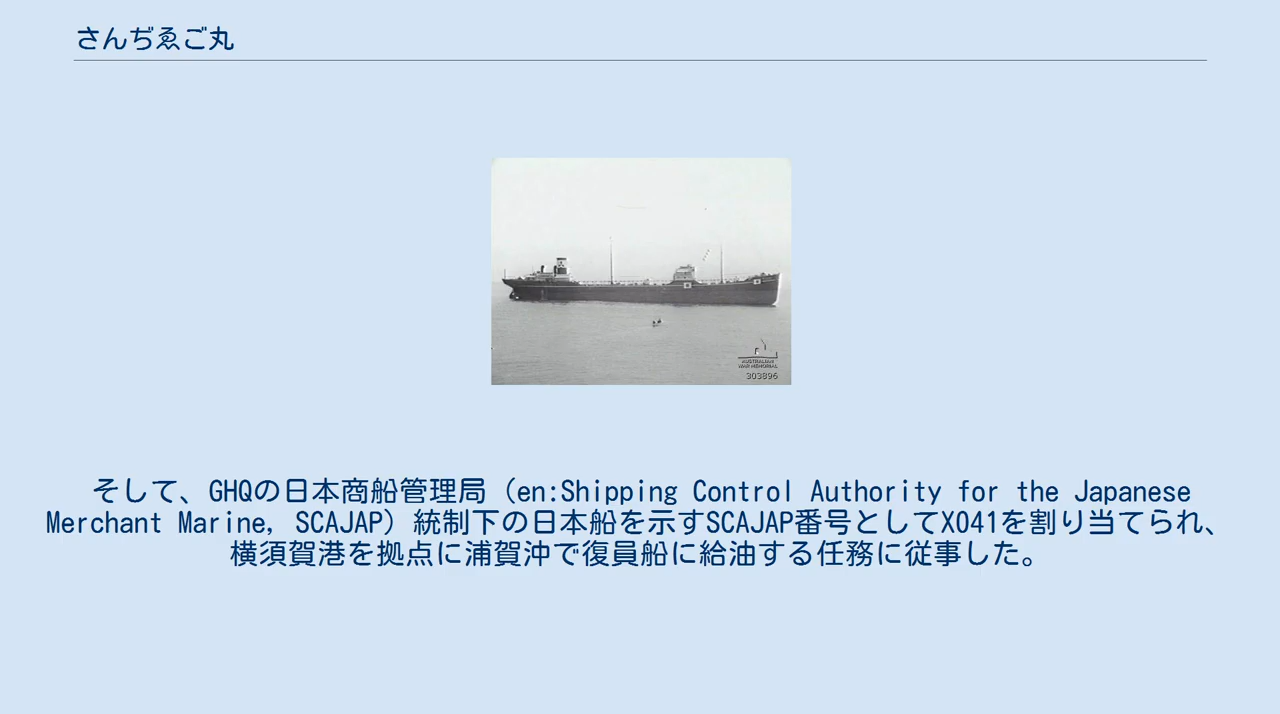 さんぢゑご丸
AUSTRALIAN
WAR MEMORIAL
303896
そして、GHQの日本商船管理局（en:Shipping Control Authority for the Japanese
Merchant Marine, SCAJAP）統制下の日本船を示すSCAJAP番号としてX041を割り当てられ、
横須賀港を拠点に浦賀沖で復員船に給油する任務に従事した。